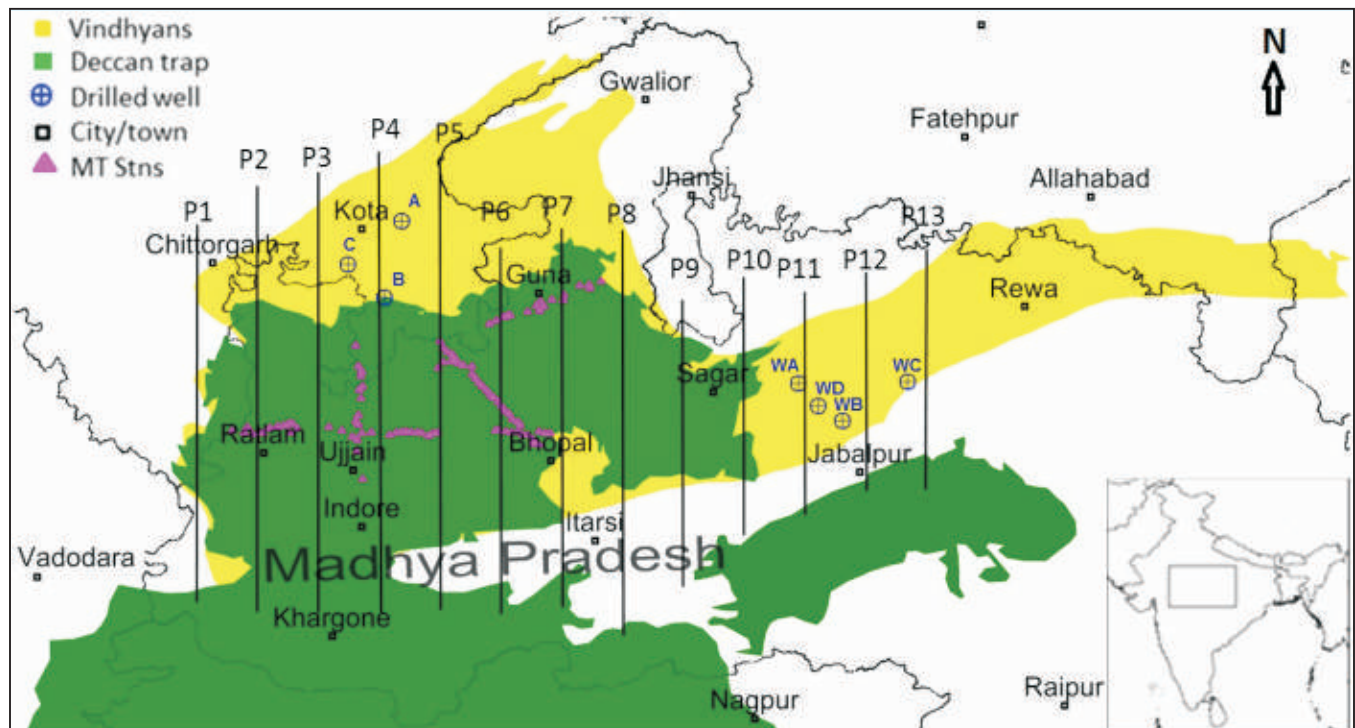 Vindhyans
Deccan trap
Drilled well
City/town
MT Stns
N
Gwalior
Fatehpur
P4
P5
P2
P3
Jhansi
Allahabad
A
Kota
P1
P6
P7
P8
P13
Chittorgarh
C
P9
P10
P11
P12
B
Guna
Rewa
WA
WC
Sagar
WD
WB
Ratlam
Bhopal
Ujjain
Jabalpur
Indore
Itarsi
Vadodara
Madhya Pradesh
Khargone
Nagpur
Raipur